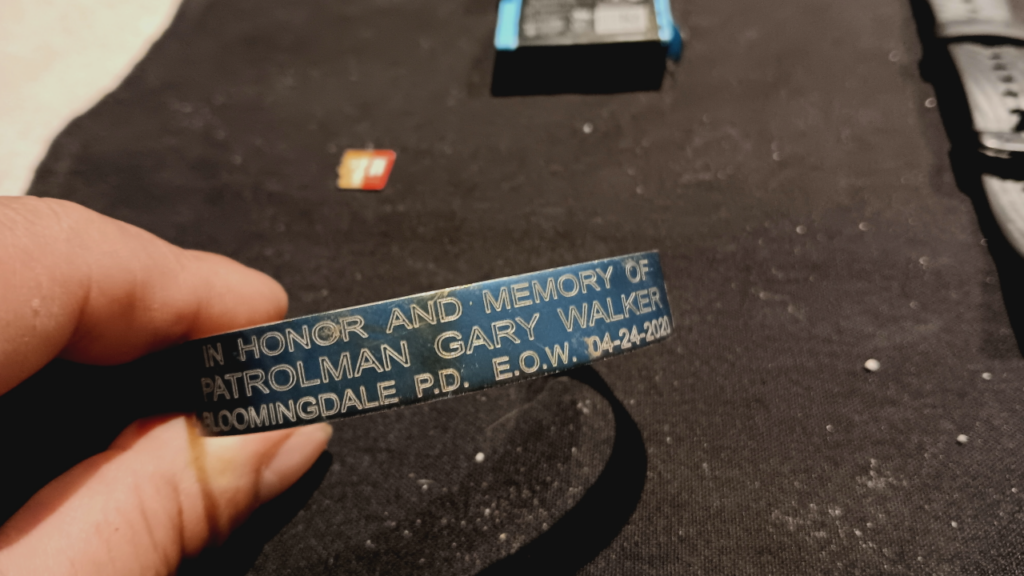 IN HONOR AND MEMORY OF
PATROLMAN GARY WALKER
BLOOMINGDALE P.D. E.O.W. 04-24-2020